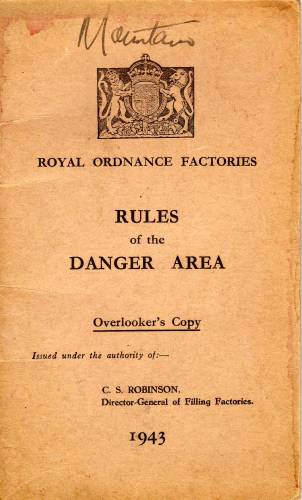 ROYAL ORDNANCE FACTORIES
RULES
of the
DANGER AREA
Overlooker's Copy
Issued under the authority of:—
C. S. ROBINSON,
Director-General of Filling Factories.
1943